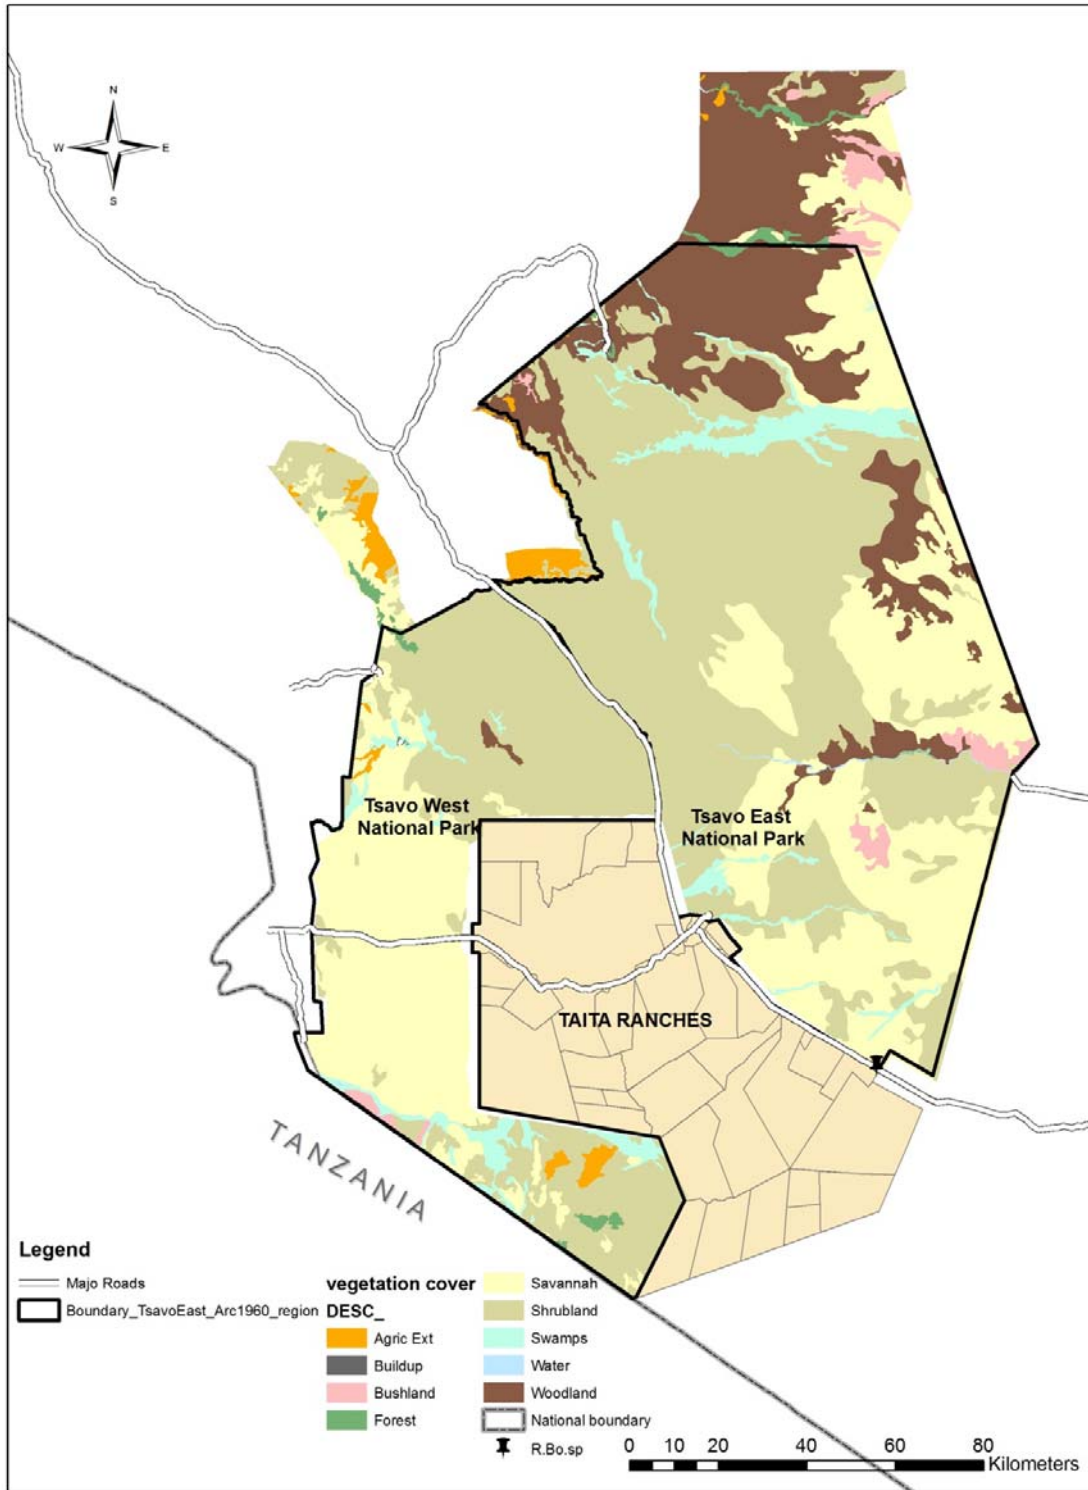 N
W E
S
Tsavo West
National Park
Tsavo East
National Park
TAITA RANCHES
TANZANIA
Legend
Majo Roads
Boundary_TsavoEast_Arc1960_region
vegetation cover
DESC_
Agric Ext
Buildup
Bushland
Forest
Savannah
Shrubland
Swamps
Water
Woodland
National boundary
R.Bo.sp
0 10 20 40 60 80
Kilometers